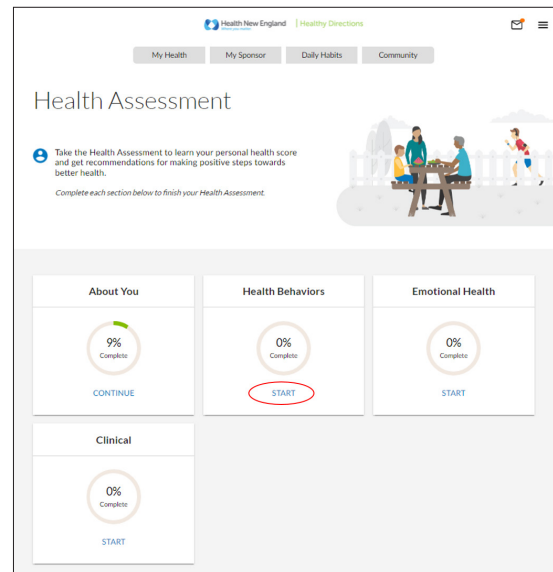 Health New England Healthy Directions
Where you matter.
My Health My Sponsor Daily Habits Community
Health Assessment
Take the Health Assessment to learn your personal health score
and get recommendations for making positive steps towards
better health.
Complete each section below to finish your Health Assessment.
About You
9%
Complete
CONTINUE
Health Behaviors
0%
Complete
START
Emotional Health
0%
Complete
START
Clinical
0%
Complete
START